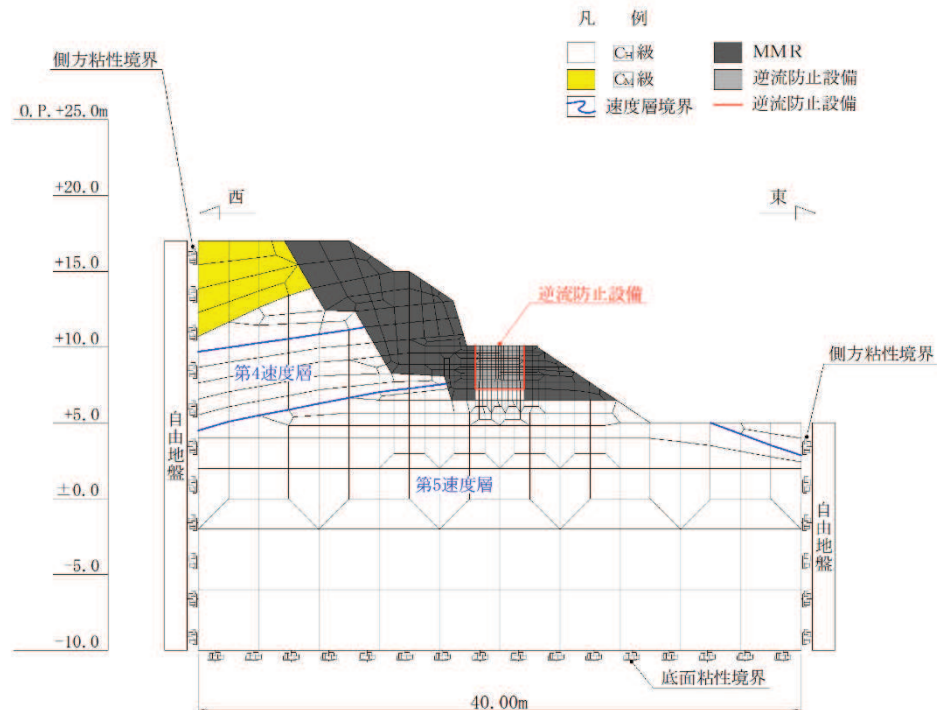 凡 例
CH級
MMR
CM級
逆流防止設備
速度層境界
逆流防止設備
側方粘性境界
O.P.+25.0m
+20.0
西
東
+15.0
逆流防止設備
+10.0
側方粘性境界
第4速度層
+5.0
自由地盤
第5速度層
±0.0
自由地盤
-5.0
-10.0
底面粘性境界
40.00m